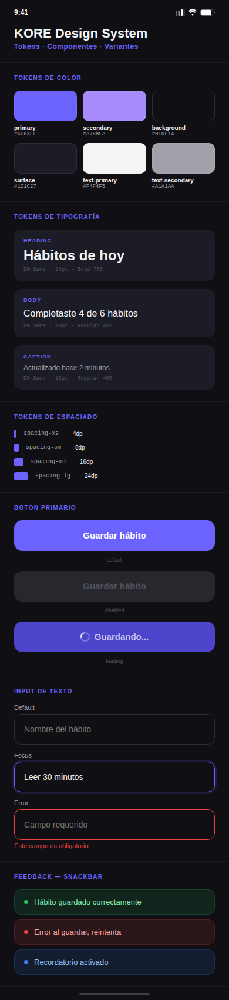 9:41
KORE Design System
Tokens · Componentes · Variantes
TOKENS DE COLOR
primary
#6C63FF
secondary
#A78BFA
background
#0F0F14
surface
#1C1C27
text-primary
#F4F4F5
text-secondary
#A1A1AA
TOKENS DE TIPOGRAFÍA
HEADING
Hábitos de hoy
DM Sans · 24pt · Bold 700
BODY
Completaste 4 de 6 hábitos
DM Sans · 16pt · Regular 400
CAPTION
Actualizado hace 2 minutos
DM Sans · 12pt · Regular 400
TOKENS DE ESPACIADO
spacing-xs 4dp
spacing-sm 8dp
spacing-md 16dp
spacing-lg 24dp
BOTÓN PRIMARIO
Guardar hábito
default
Guardar hábito
disabled
Guardando...
loading
INPUT DE TEXTO
Default
Nombre del hábito
Focus
Leer 30 minutos
Error
Campo requerido
Este campo es obligatorio
FEEDBACK — SNACKBAR
Hábito guardado correctamente
Error al guardar, reintenta
Recordatorio activado